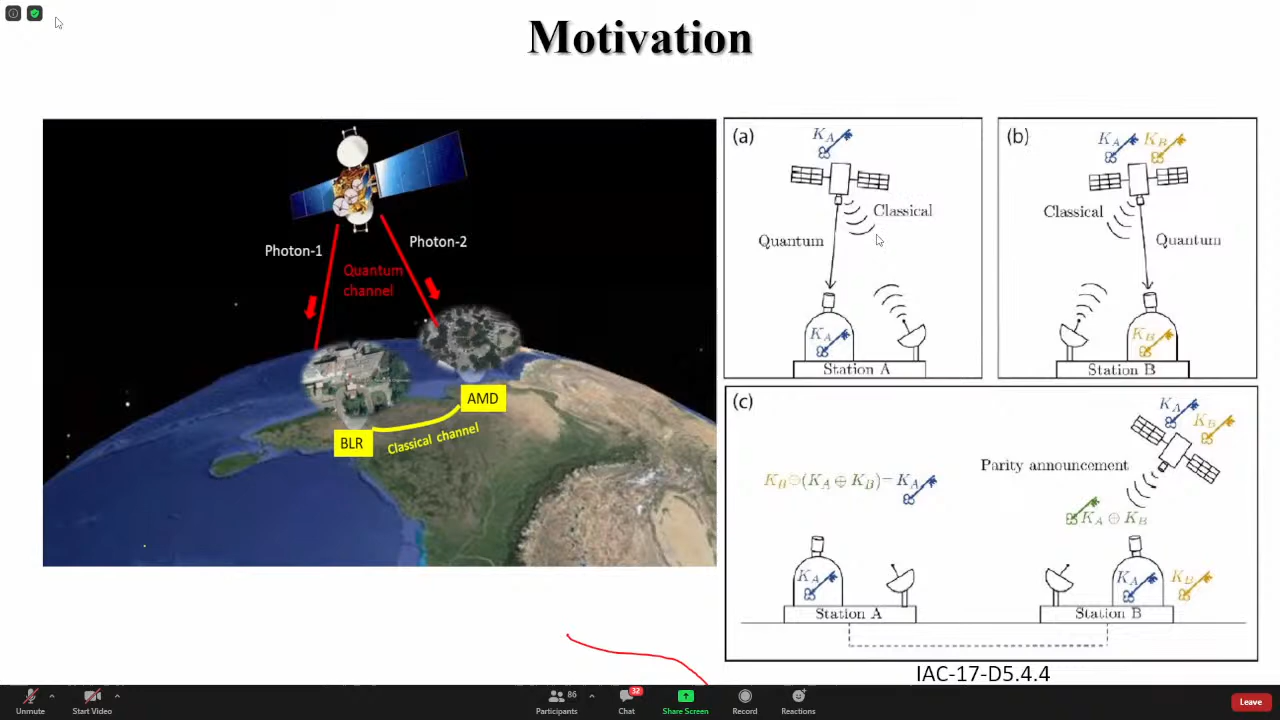 Motivation
Photon-1
Photon-2
Quantum
channel
BLR
AMD
Classical channel
(a)
K_A
Classical
Quantum
K_A
Station A
(b)
K_A
K_B
Classical
Quantum
K_B
Station B
(c)
K_A
K_B
Parity announcement
K_B⊕(K_A ⊕ K_B)=K_A
K_A ⊕ K_B
K_A
Station A
K_A
K_B
Station B
IAC-17-D5.4.4
Unmute
Start Video
86
Participants
32
Chat
Share Screen
Record
Reactions
Leave